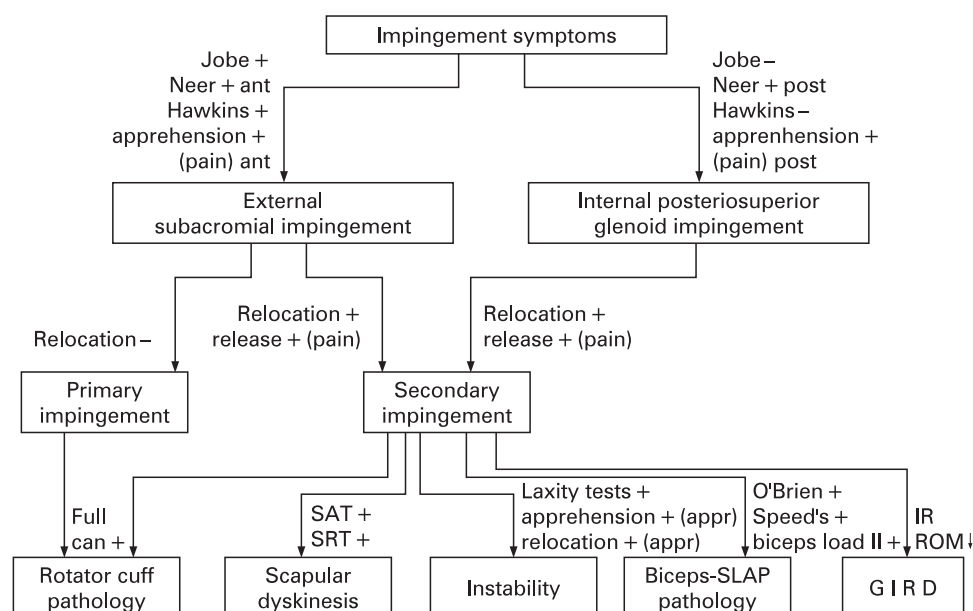 Impingement symptoms
Jobe +
Neer + ant
Hawkins +
apprehension +
(pain) ant
Jobe –
Neer + post
Hawkins –
apprenhension +
(pain) post
External
subacromial impingement
Internal posteriosuperior
glenoid impingement
Relocation –
Relocation +
release + (pain)
Relocation +
release + (pain)
Primary
impingement
Secondary
impingement
Full
can +
SAT +
SRT +
Laxity tests +
apprehension + (appr)
relocation + (appr)
O'Brien +
Speed's +
biceps load II +
IR
ROM↓
Rotator cuff
pathology
Scapular
dyskinesis
Instability
Biceps-SLAP
pathology
G I R D